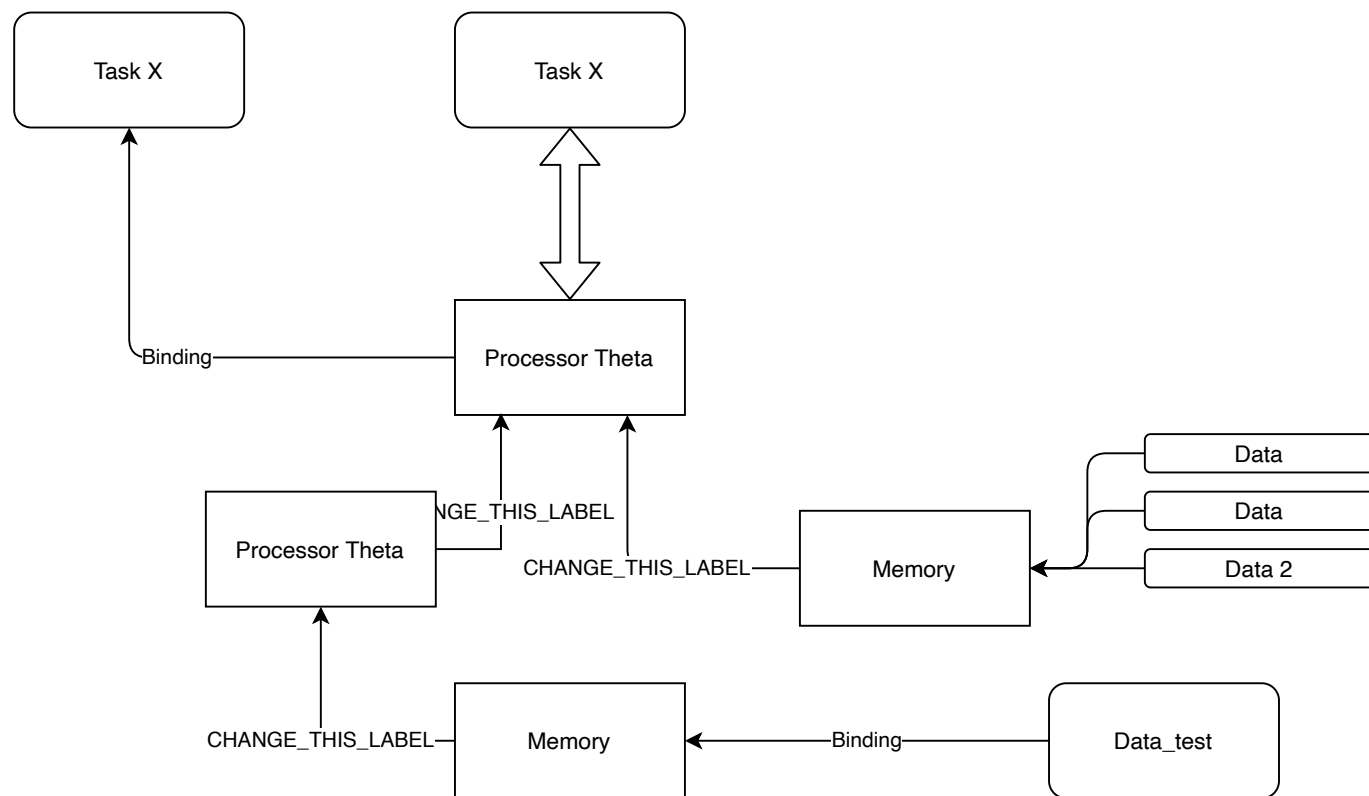 Task X
Task X
Binding
Processor Theta
Data
Data
Data 2
NGE_THIS_LABEL
Processor Theta
CHANGE_THIS_LABEL
Memory
CHANGE_THIS_LABEL
Memory
Binding
Data_test